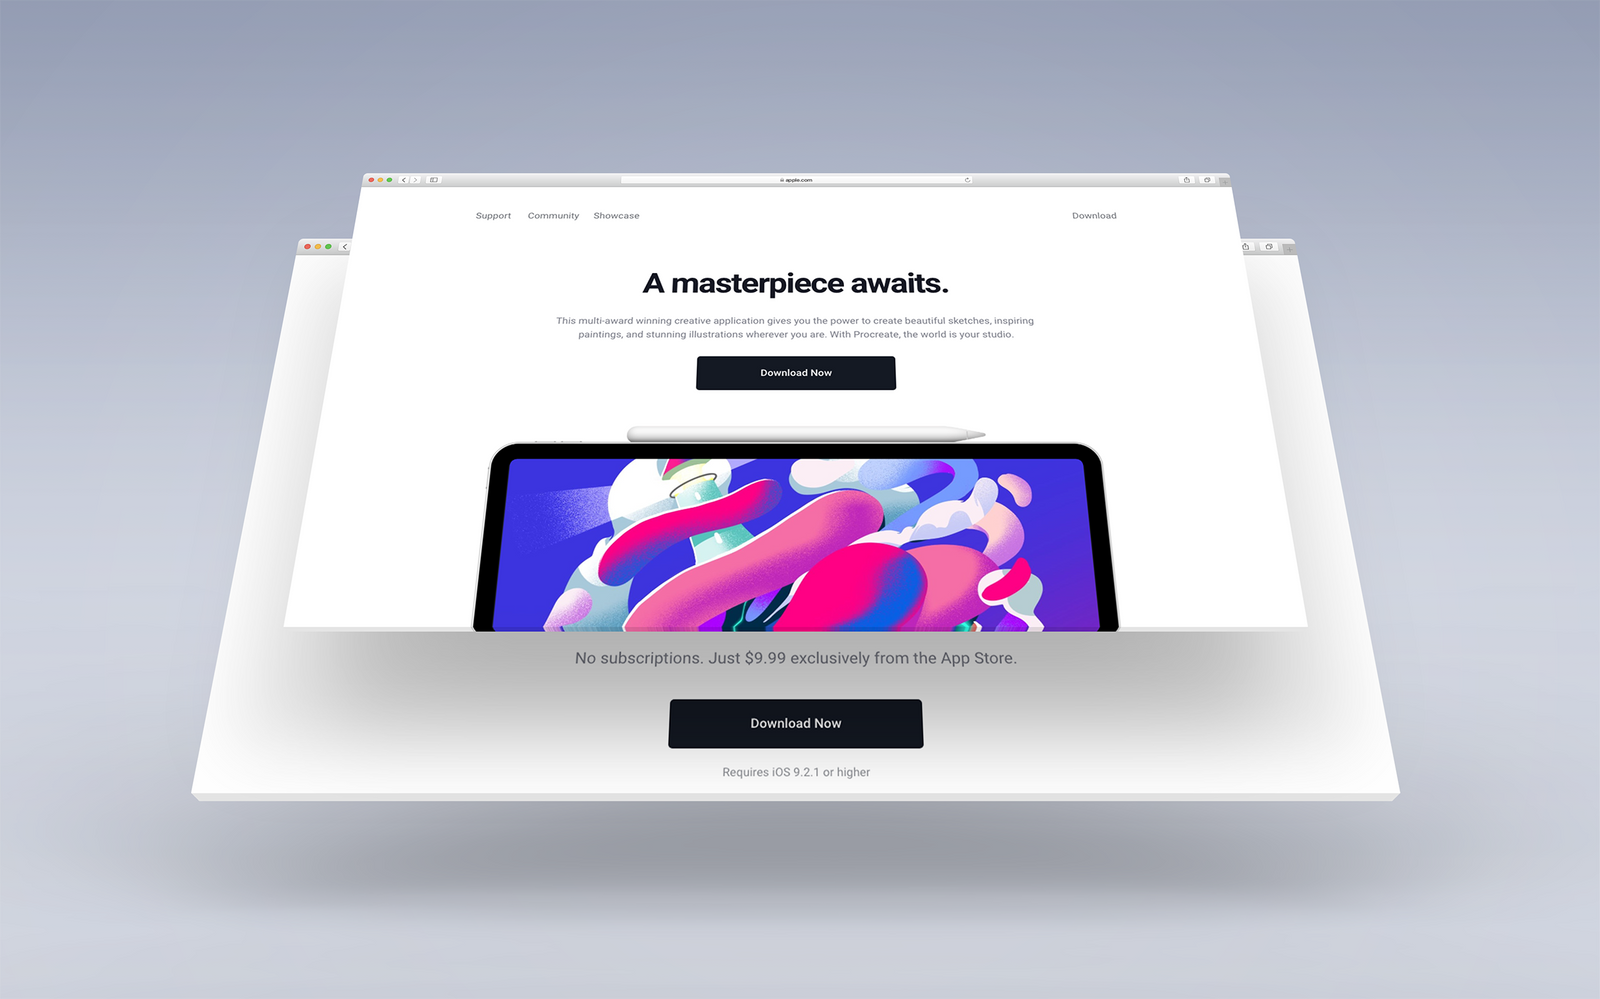 apple.com
Support Community Showcase Download
A masterpiece awaits.
This multi-award winning creative application gives you the power to create beautiful sketches, inspiring
paintings, and stunning illustrations wherever you are. With Procreate, the world is your studio.
Download Now
No subscriptions. Just $9.99 exclusively from the App Store.
Download Now
Requires iOS 9.2.1 or higher